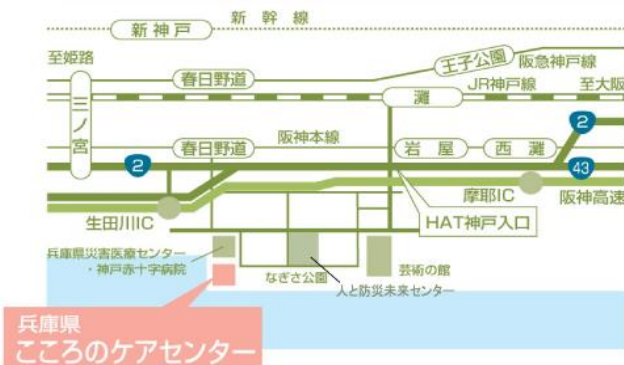 新幹線
新神戸
至姫路
王子公園
阪急神戸線
春日野道
JR神戸線
至大阪
三ノ宮
灘
2
阪神本線
春日野道
岩屋
西灘
2
43
摩耶IC
阪神高速
生田川IC
HAT神戸入口
兵庫県災害医療センター
・神戸赤十字病院
なぎさ公園
芸術の館
人と防災未来センター
兵庫県
こころのケアセンター